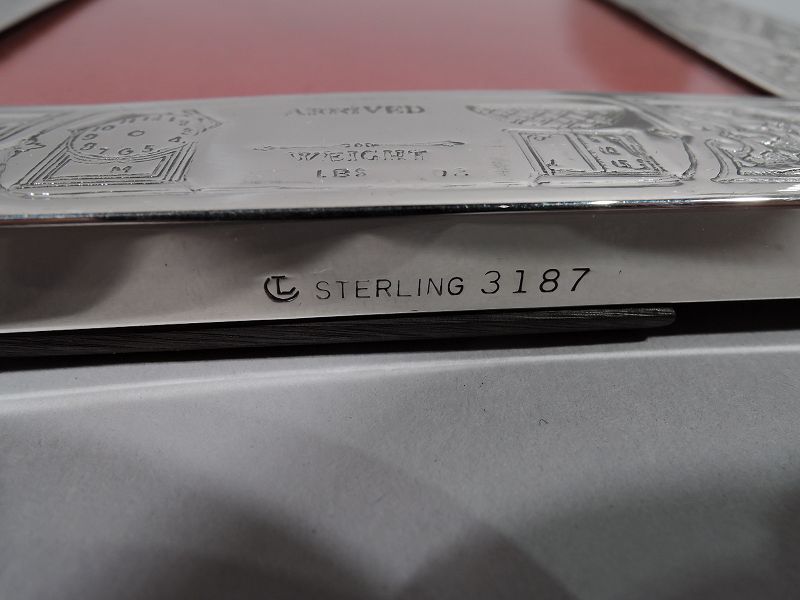 ARRIVED
WEIGHT
LBS
STERLING 3187